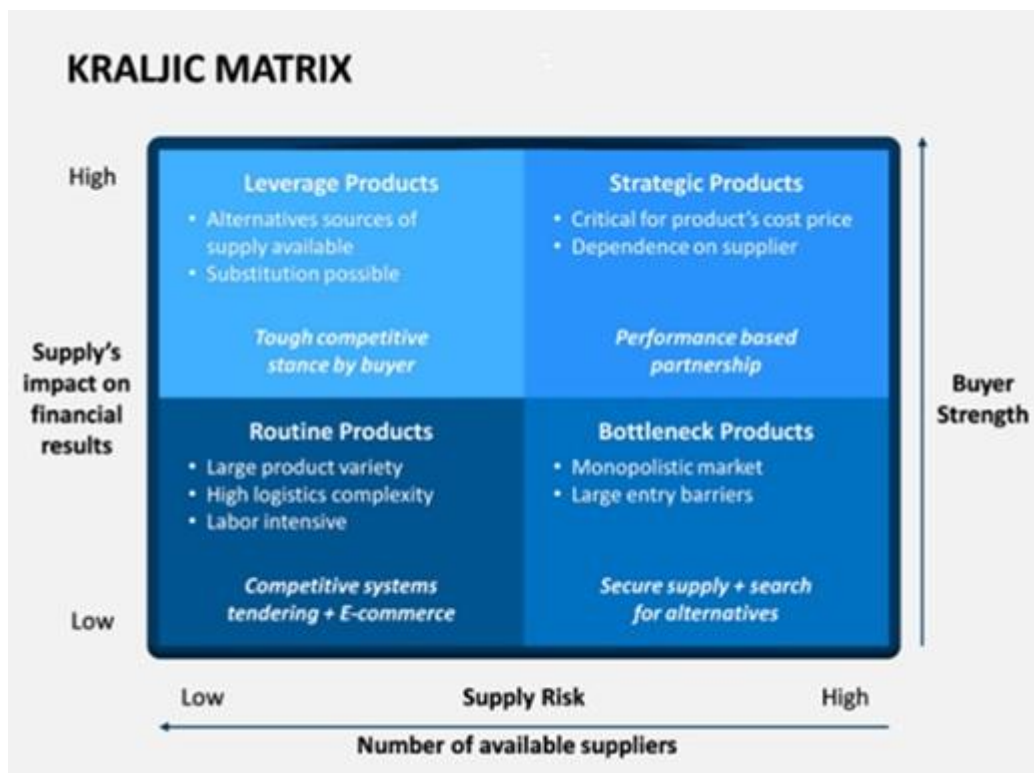 KRALJIC MATRIX
High
Leverage Products
• Alternatives sources of
supply available
• Substitution possible
Tough competitive
stance by buyer
Strategic Products
• Critical for product's cost price
• Dependence on supplier
Performance based
partnership
Supply's
impact on
financial
results
Buyer
Strength
Routine Products
• Large product variety
• High logistics complexity
• Labor intensive
Competitive systems
tendering + E-commerce
Bottleneck Products
• Monopolistic market
• Large entry barriers
Secure supply + search
for alternatives
Low
Low
Supply Risk
High
Number of available suppliers